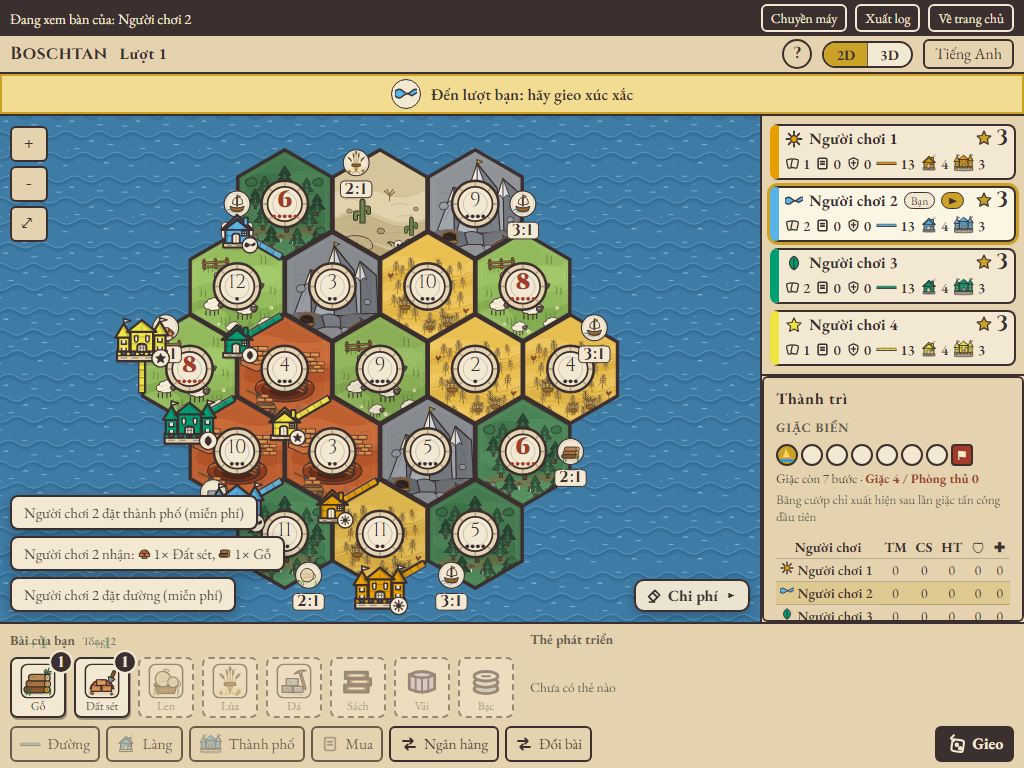 Đang xem bàn của: Người chơi 2
Chuyền máy
Xuất log
Về trang chủ
BOSCHTAN Lượt 1
?
2D 3D
Tiếng Anh
Đến lượt bạn: hãy gieo xúc xắc
+
-
6
2:1
9
3:1
12
3
10
8
8
4
9
2
4
3:1
10
3
5
6
2:1
11
11
5
2:1
3:1
Người chơi 2 đặt thành phố (miễn phí)
Người chơi 2 nhận: 1× Đất sét, 1× Gỗ
Người chơi 2 đặt đường (miễn phí)
Chi phí
Người chơi 1 3
1 0 0 13 4 3
Người chơi 2 Bạn 3
2 0 0 13 4 3
Người chơi 3 3
2 0 0 13 4 3
Người chơi 4 3
1 0 0 13 4 3
Thành trì
GIẶC BIỂN
Giặc còn 7 bước · Giặc 4 / Phòng thủ 0
Băng cướp chỉ xuất hiện sau lần giặc tấn công
đầu tiên
Người chơi TM CS HT
Người chơi 1 0 0 0 0 0
Người chơi 2 0 0 0 0 0
Người chơi 3 0 0 0 0 0
Bài của bạn
Thẻ phát triển
1
Gỗ
1
Đất sét
Len
Lúa
Đá
Sách
Vải
Bạc
Chưa có thẻ nào
Đường
Làng
Thành phố
Mua
Ngân hàng
Đổi bài
Gieo